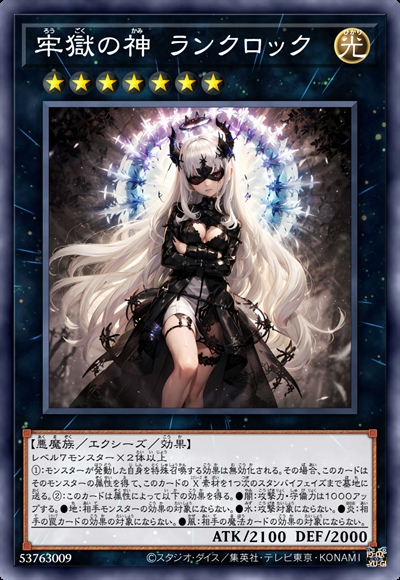 牢獄の神 ランクロック
光
【悪魔族/エクシーズ/効果】
レベル7モンスター×2体以上
①:モンスターが発動した自身を特殊召喚する効果は無効化される。その場合、このカードは
そのモンスターの属性を得て、このカードのX素材を1つ次のスタンバイフェイズまで墓地に
送る。②:このカードは属性によって以下の効果を得る。●闇:攻撃力・守備力は1000アッ
プする。●地:相手モンスターの効果の対象にならない。●水:攻撃対象にならない。●炎:相
手の罠カードの効果の対象にならない。●風:相手の魔法カードの効果の対象にならない。
ATK/2100 DEF/2000
53763009
©スタジオ・ダイス/集英社・テレビ東京・KONAMI